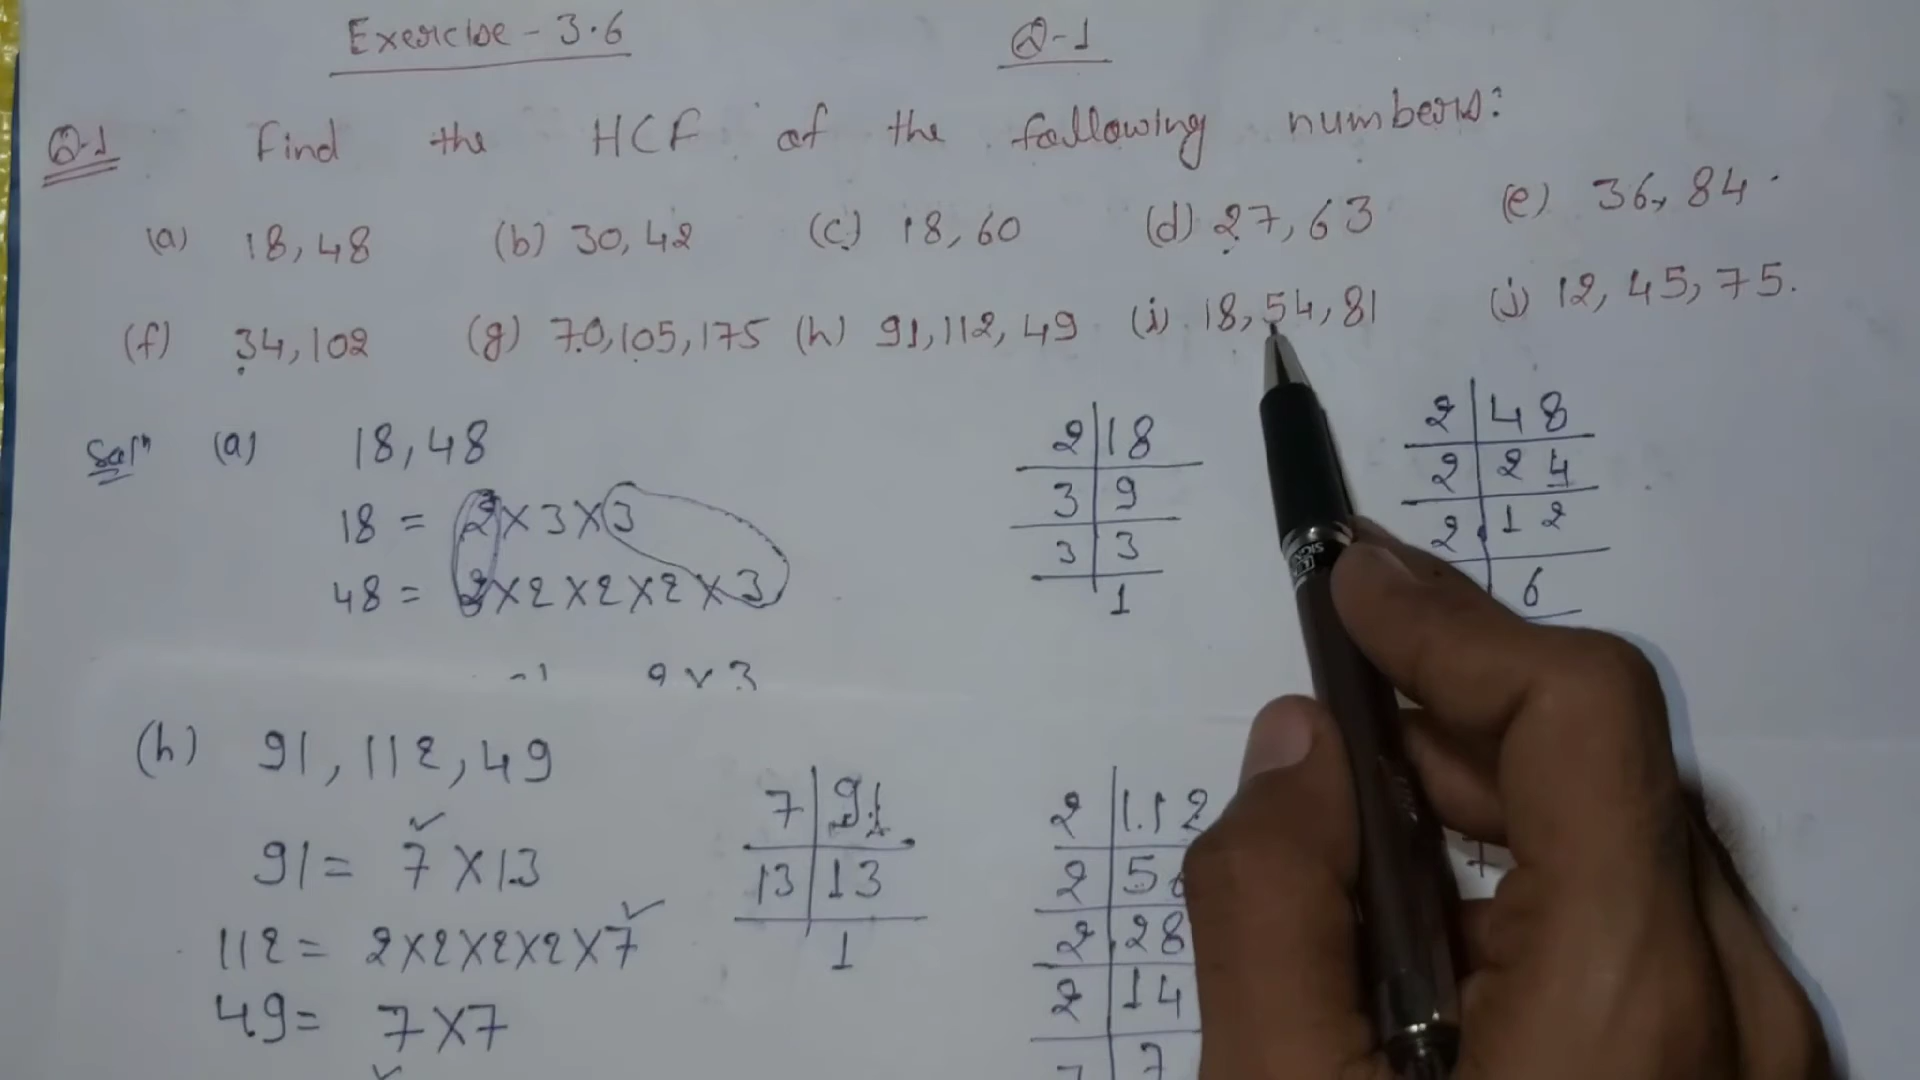 Exercise - 3.6 Q-1
Q-1 Find the HCF of the following numbers:
(a) 18, 48 (b) 30, 42 (c) 18, 60 (d) 27, 63 (e) 36, 84.
(f) 34, 102 (g) 70, 105, 175 (h) 91, 112, 49 (i) 18, 54, 81 (j) 12, 45, 75.
Solⁿ (a) 18, 48
18 = 2 X 3 X 3
48 = 2 X 2 X 2 X 2 X 3
2 | 18
3 | 9
3 | 3
1
2 | 48
2 | 24
2 | 12
6
(h) 91, 112, 49
91 = 7 X 13
112 = 2 X 2 X 2 X 2 X 7
49 = 7 X 7
7 | 91
13 | 13
1
2 | 112
2 | 5
2 | 28
2 | 14
7